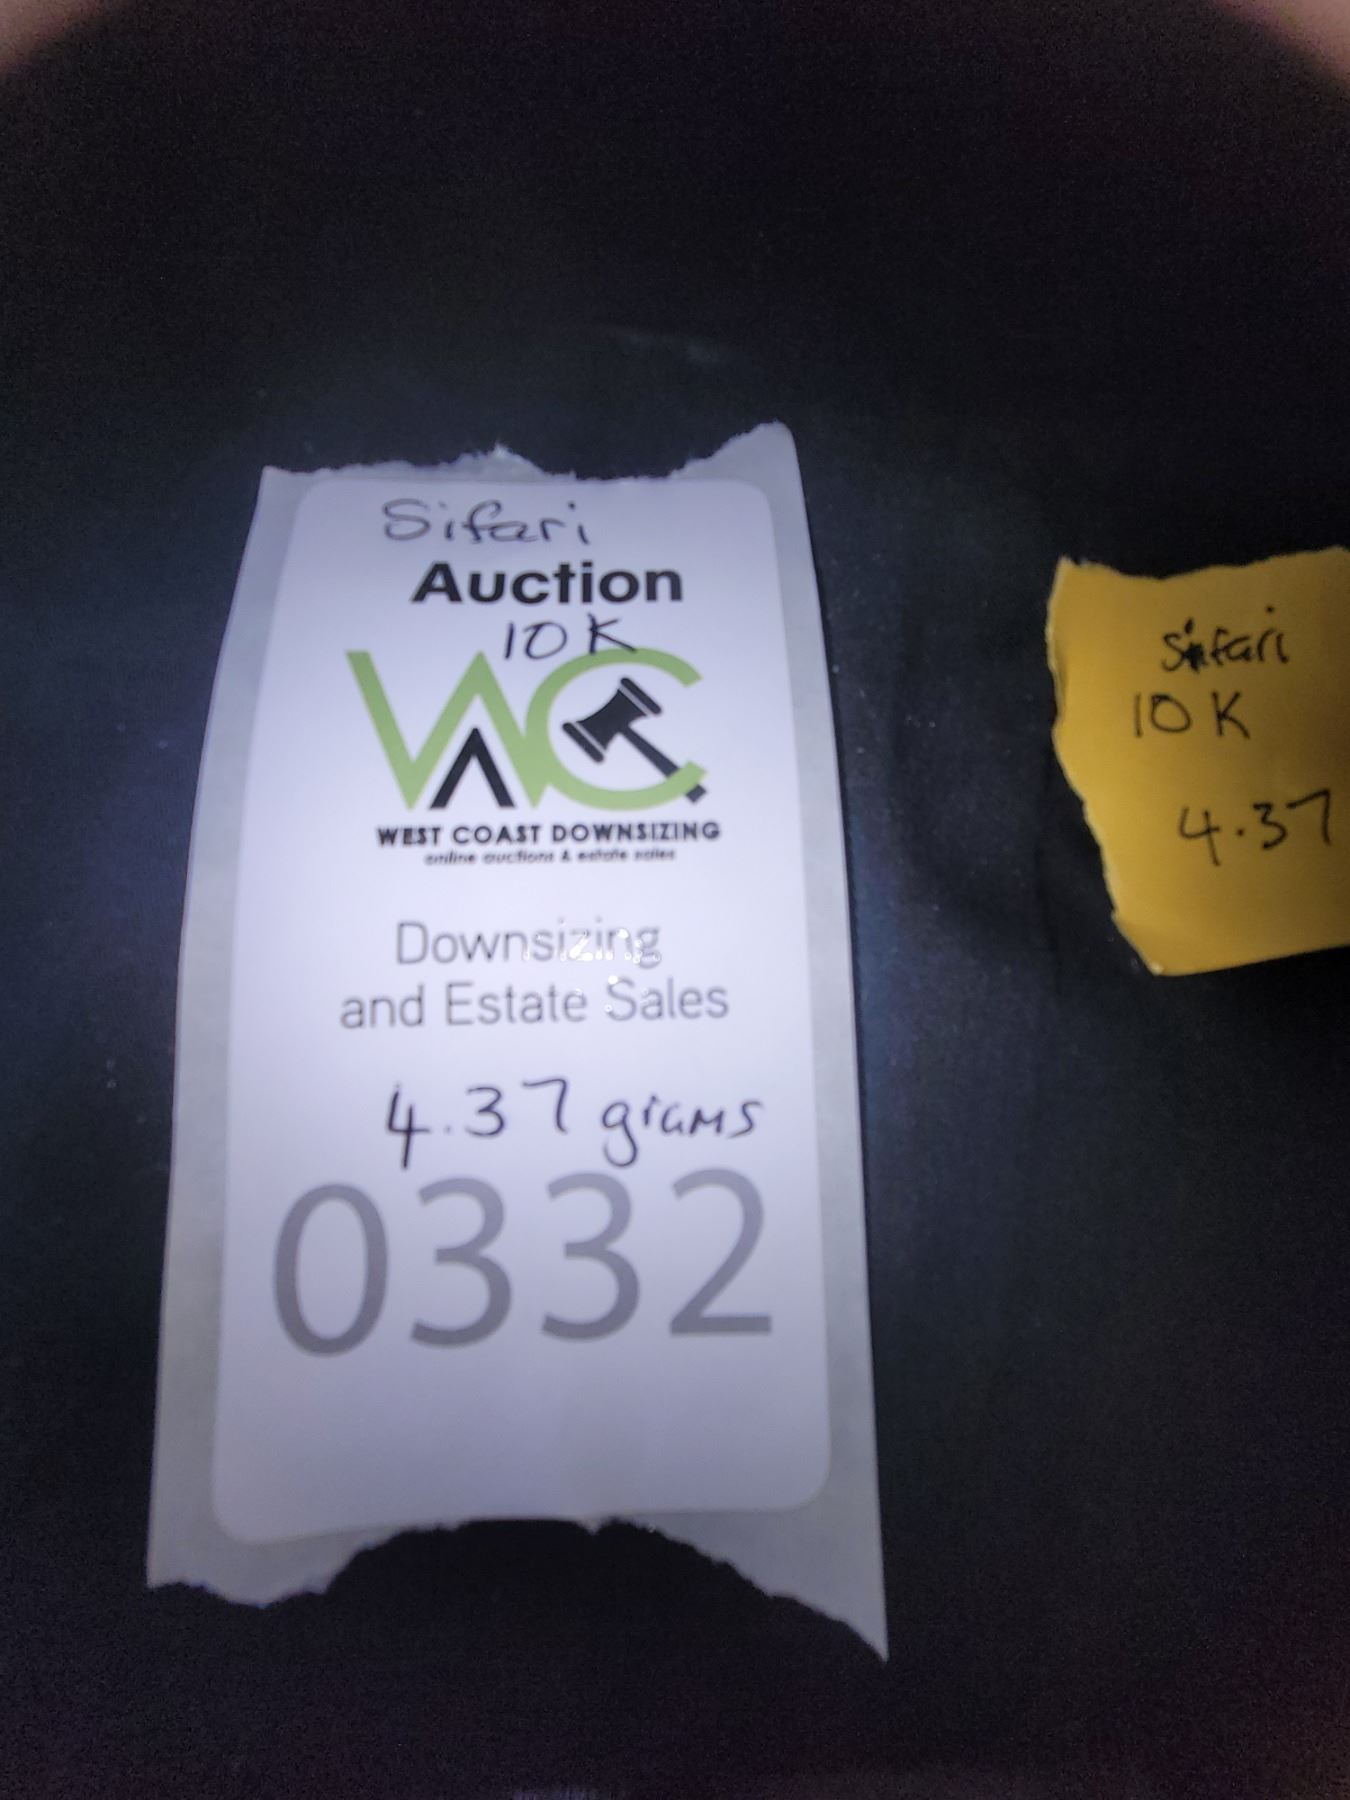 Sifari
Auction
10K
WAC
WEST COAST DOWNSIZING
online auctions & estate sales
Downsizing
and Estate Sales
4.37 grams
0332
Sifari
10K
4.37